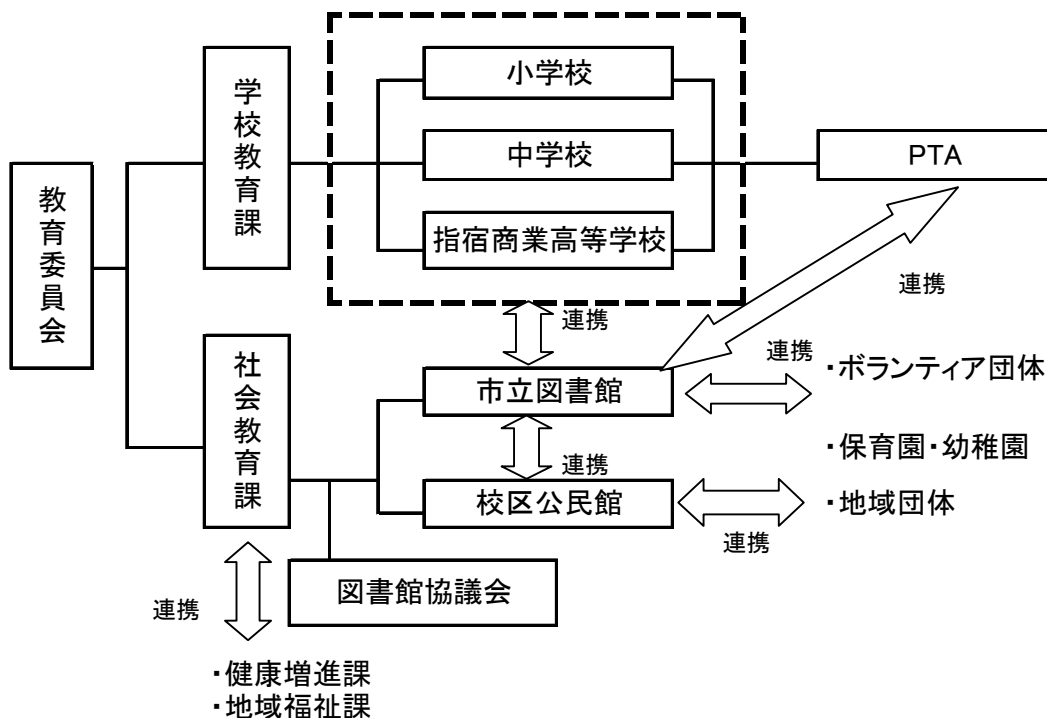 小学校
学校教育課
中学校
PTA
教育委員会
指宿商業高等学校
連携
連携
社会教育課
連携
市立図書館
・ボランティア団体
連携
・保育園・幼稚園
校区公民館
・地域団体
連携
図書館協議会
連携
・健康増進課
・地域福祉課